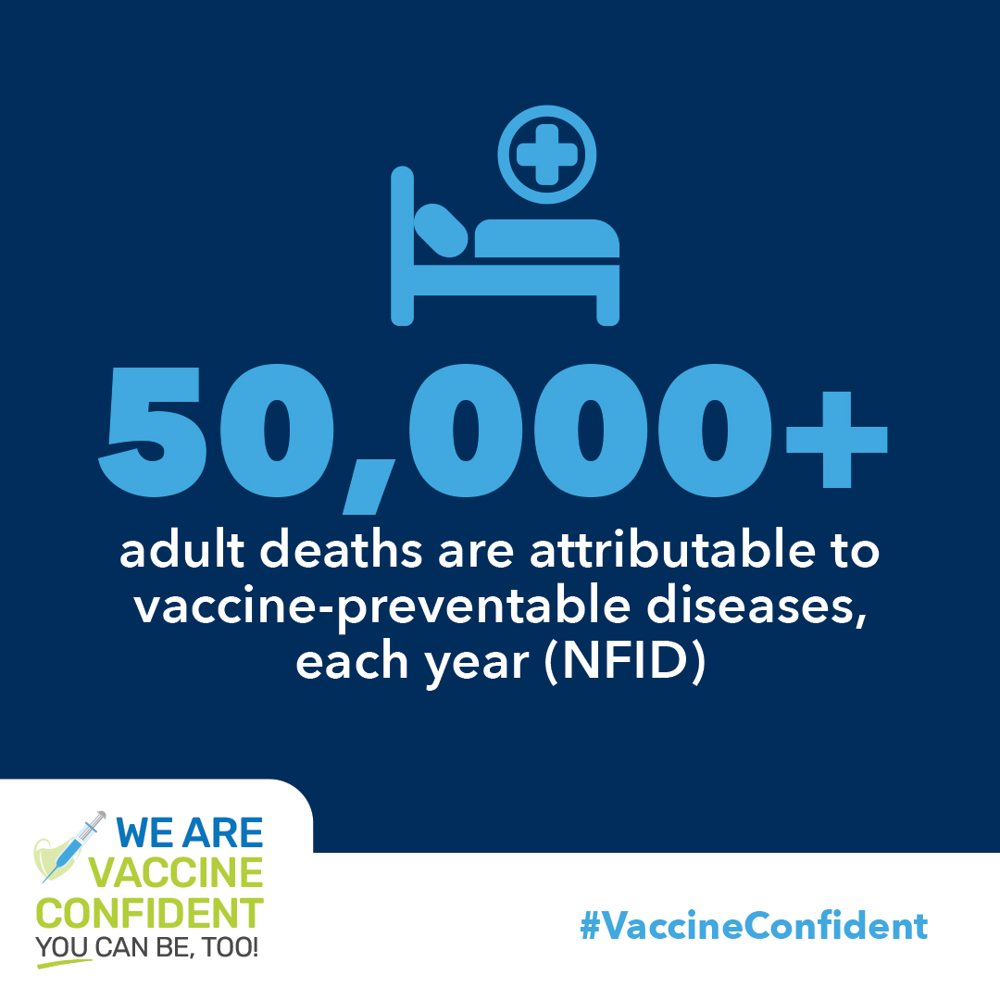 50,000+
adult deaths are attributable to
vaccine-preventable diseases,
each year (NFID)
WE ARE
VACCINE
CONFIDENT
YOU CAN BE, TOO!
#VaccineConfident